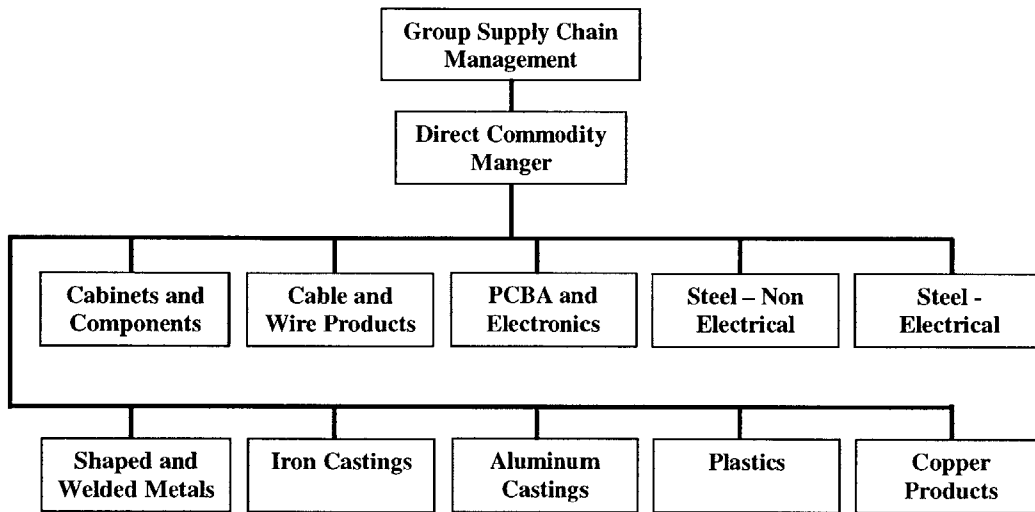 Group Supply Chain
Management
Direct Commodity
Manger
Cabinets and
Components
Cable and
Wire Products
PCBA and
Electronics
Steel – Non
Electrical
Steel -
Electrical
Shaped and
Welded Metals
Iron Castings
Aluminum
Castings
Plastics
Copper
Products